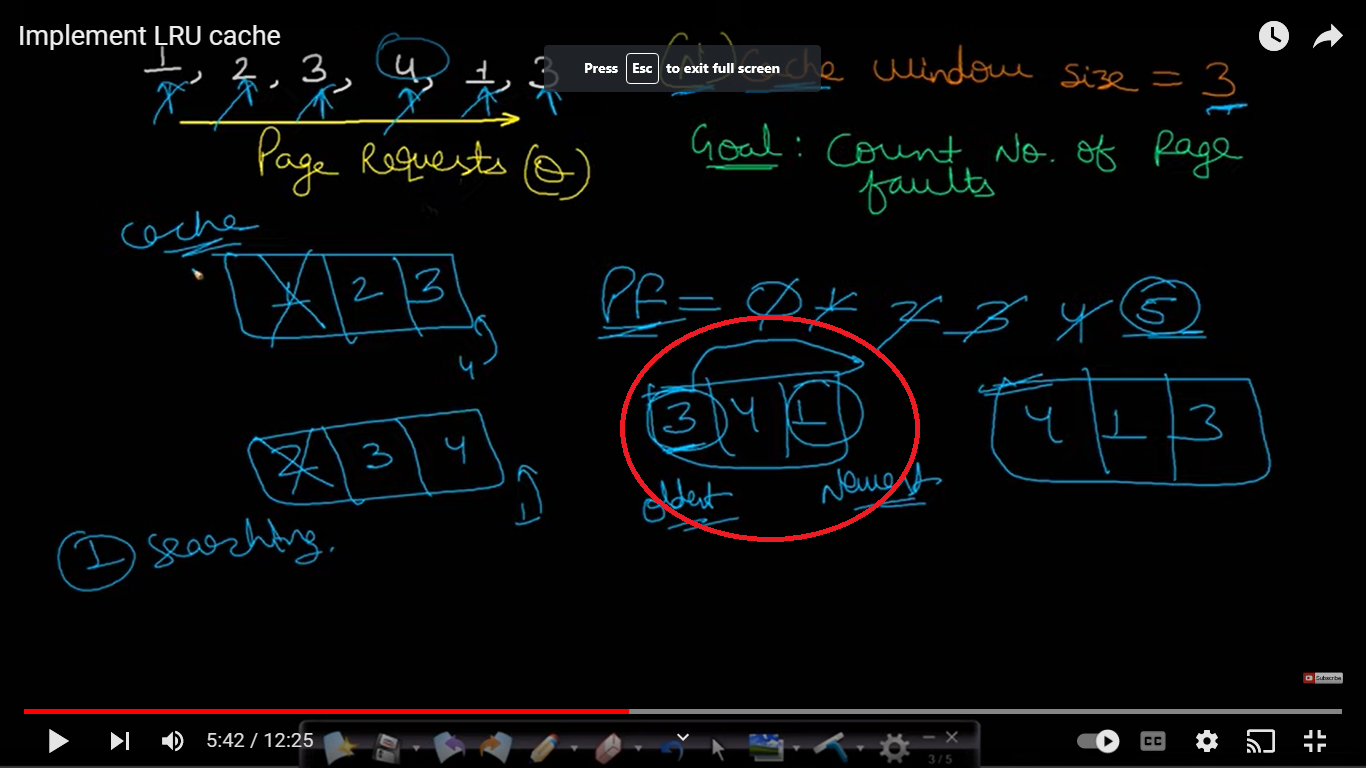 Implement LRU cache
Press Esc to exit full screen
1, 2, 3, 4, 1, 3
(N) Cache window size = 3
Page Requests (Q)
Goal: Count No. of Page
faults
Cache
1 2 3
4
PF = 0 1 2 3 4 5
3 4 1
4 1 3
2 3 4
1
oldest
Newest
1 Searching.
Subscribe
5:42 / 12:25
CC
3 / 5